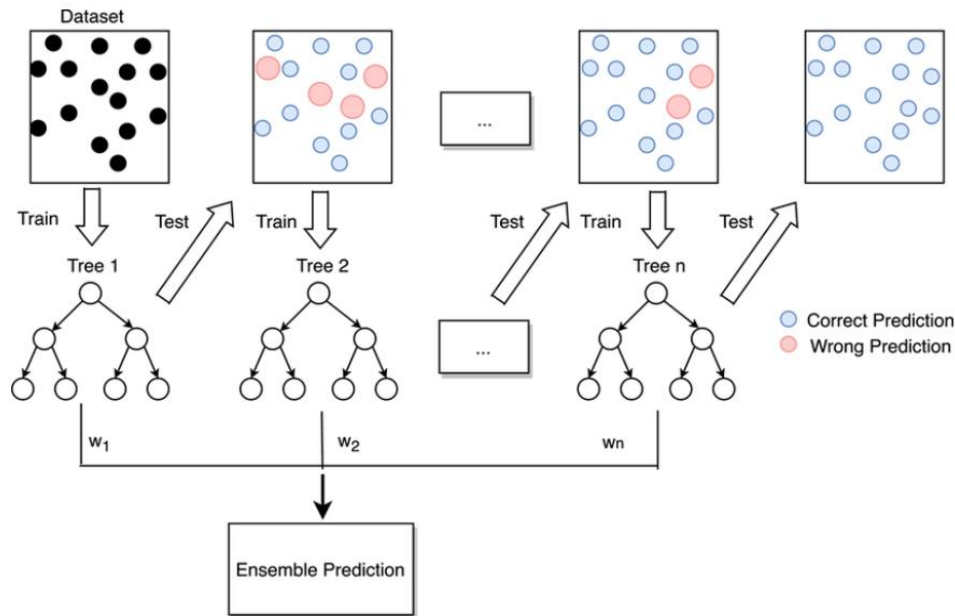 Dataset
...
Train
Test
Train
Test
Train
Test
Tree 1
Tree 2
Tree n
...
Correct Prediction
Wrong Prediction
w1
w2
wn
Ensemble Prediction